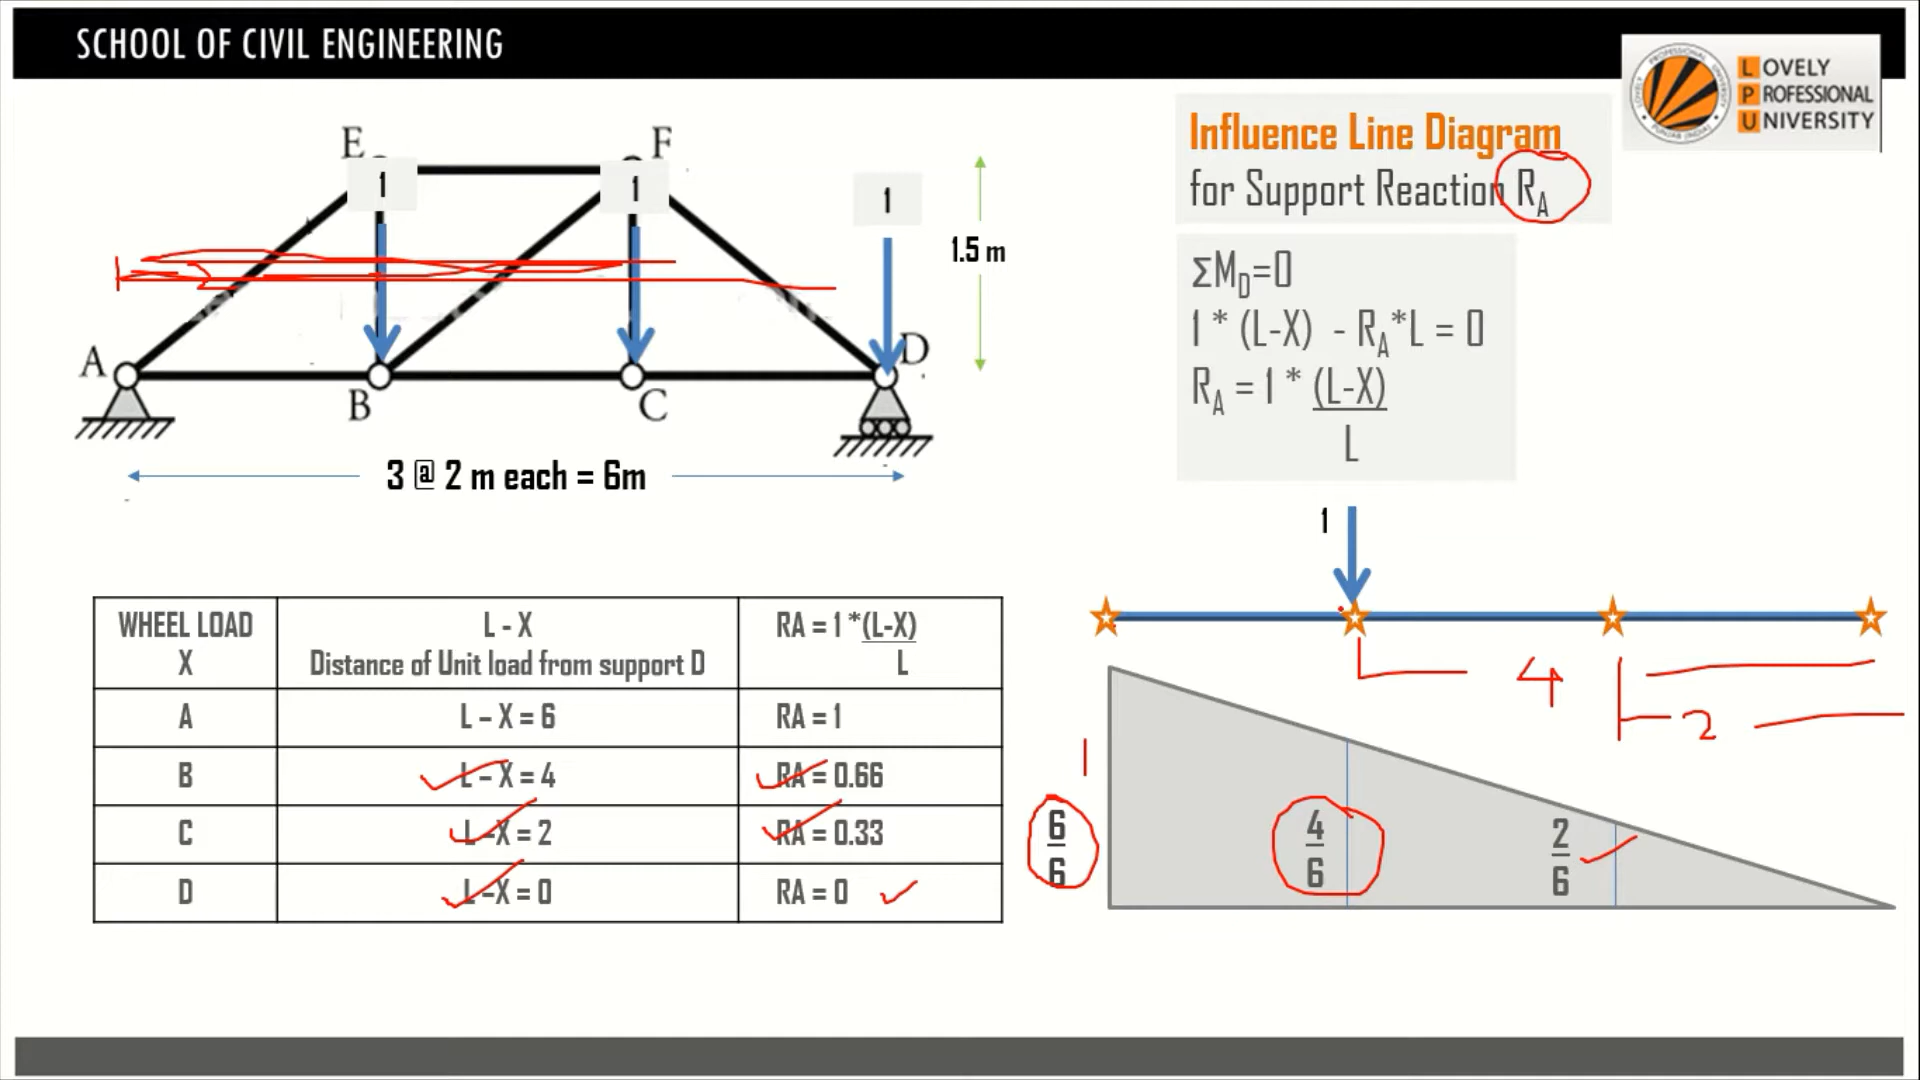 SCHOOL OF CIVIL ENGINEERING
LOVELY
PROFESSIONAL
UNIVERSITY
Influence Line Diagram
for Support Reaction RA
E
F
1
1
1
1.5 m
A
B
C
D
3 @ 2 m each = 6m
ΣMD=0
1 * (L-X) - RA*L = 0
RA = 1 * (L-X)
L
1
WHEEL LOAD
X
L - X
Distance of Unit load from support D
RA = 1 *(L-X)
L
A
L - X = 6
RA = 1
B
L - X = 4
RA = 0.66
C
L -X = 2
RA = 0.33
D
L -X = 0
RA = 0
4
2
1
6
6
4
6
2
6